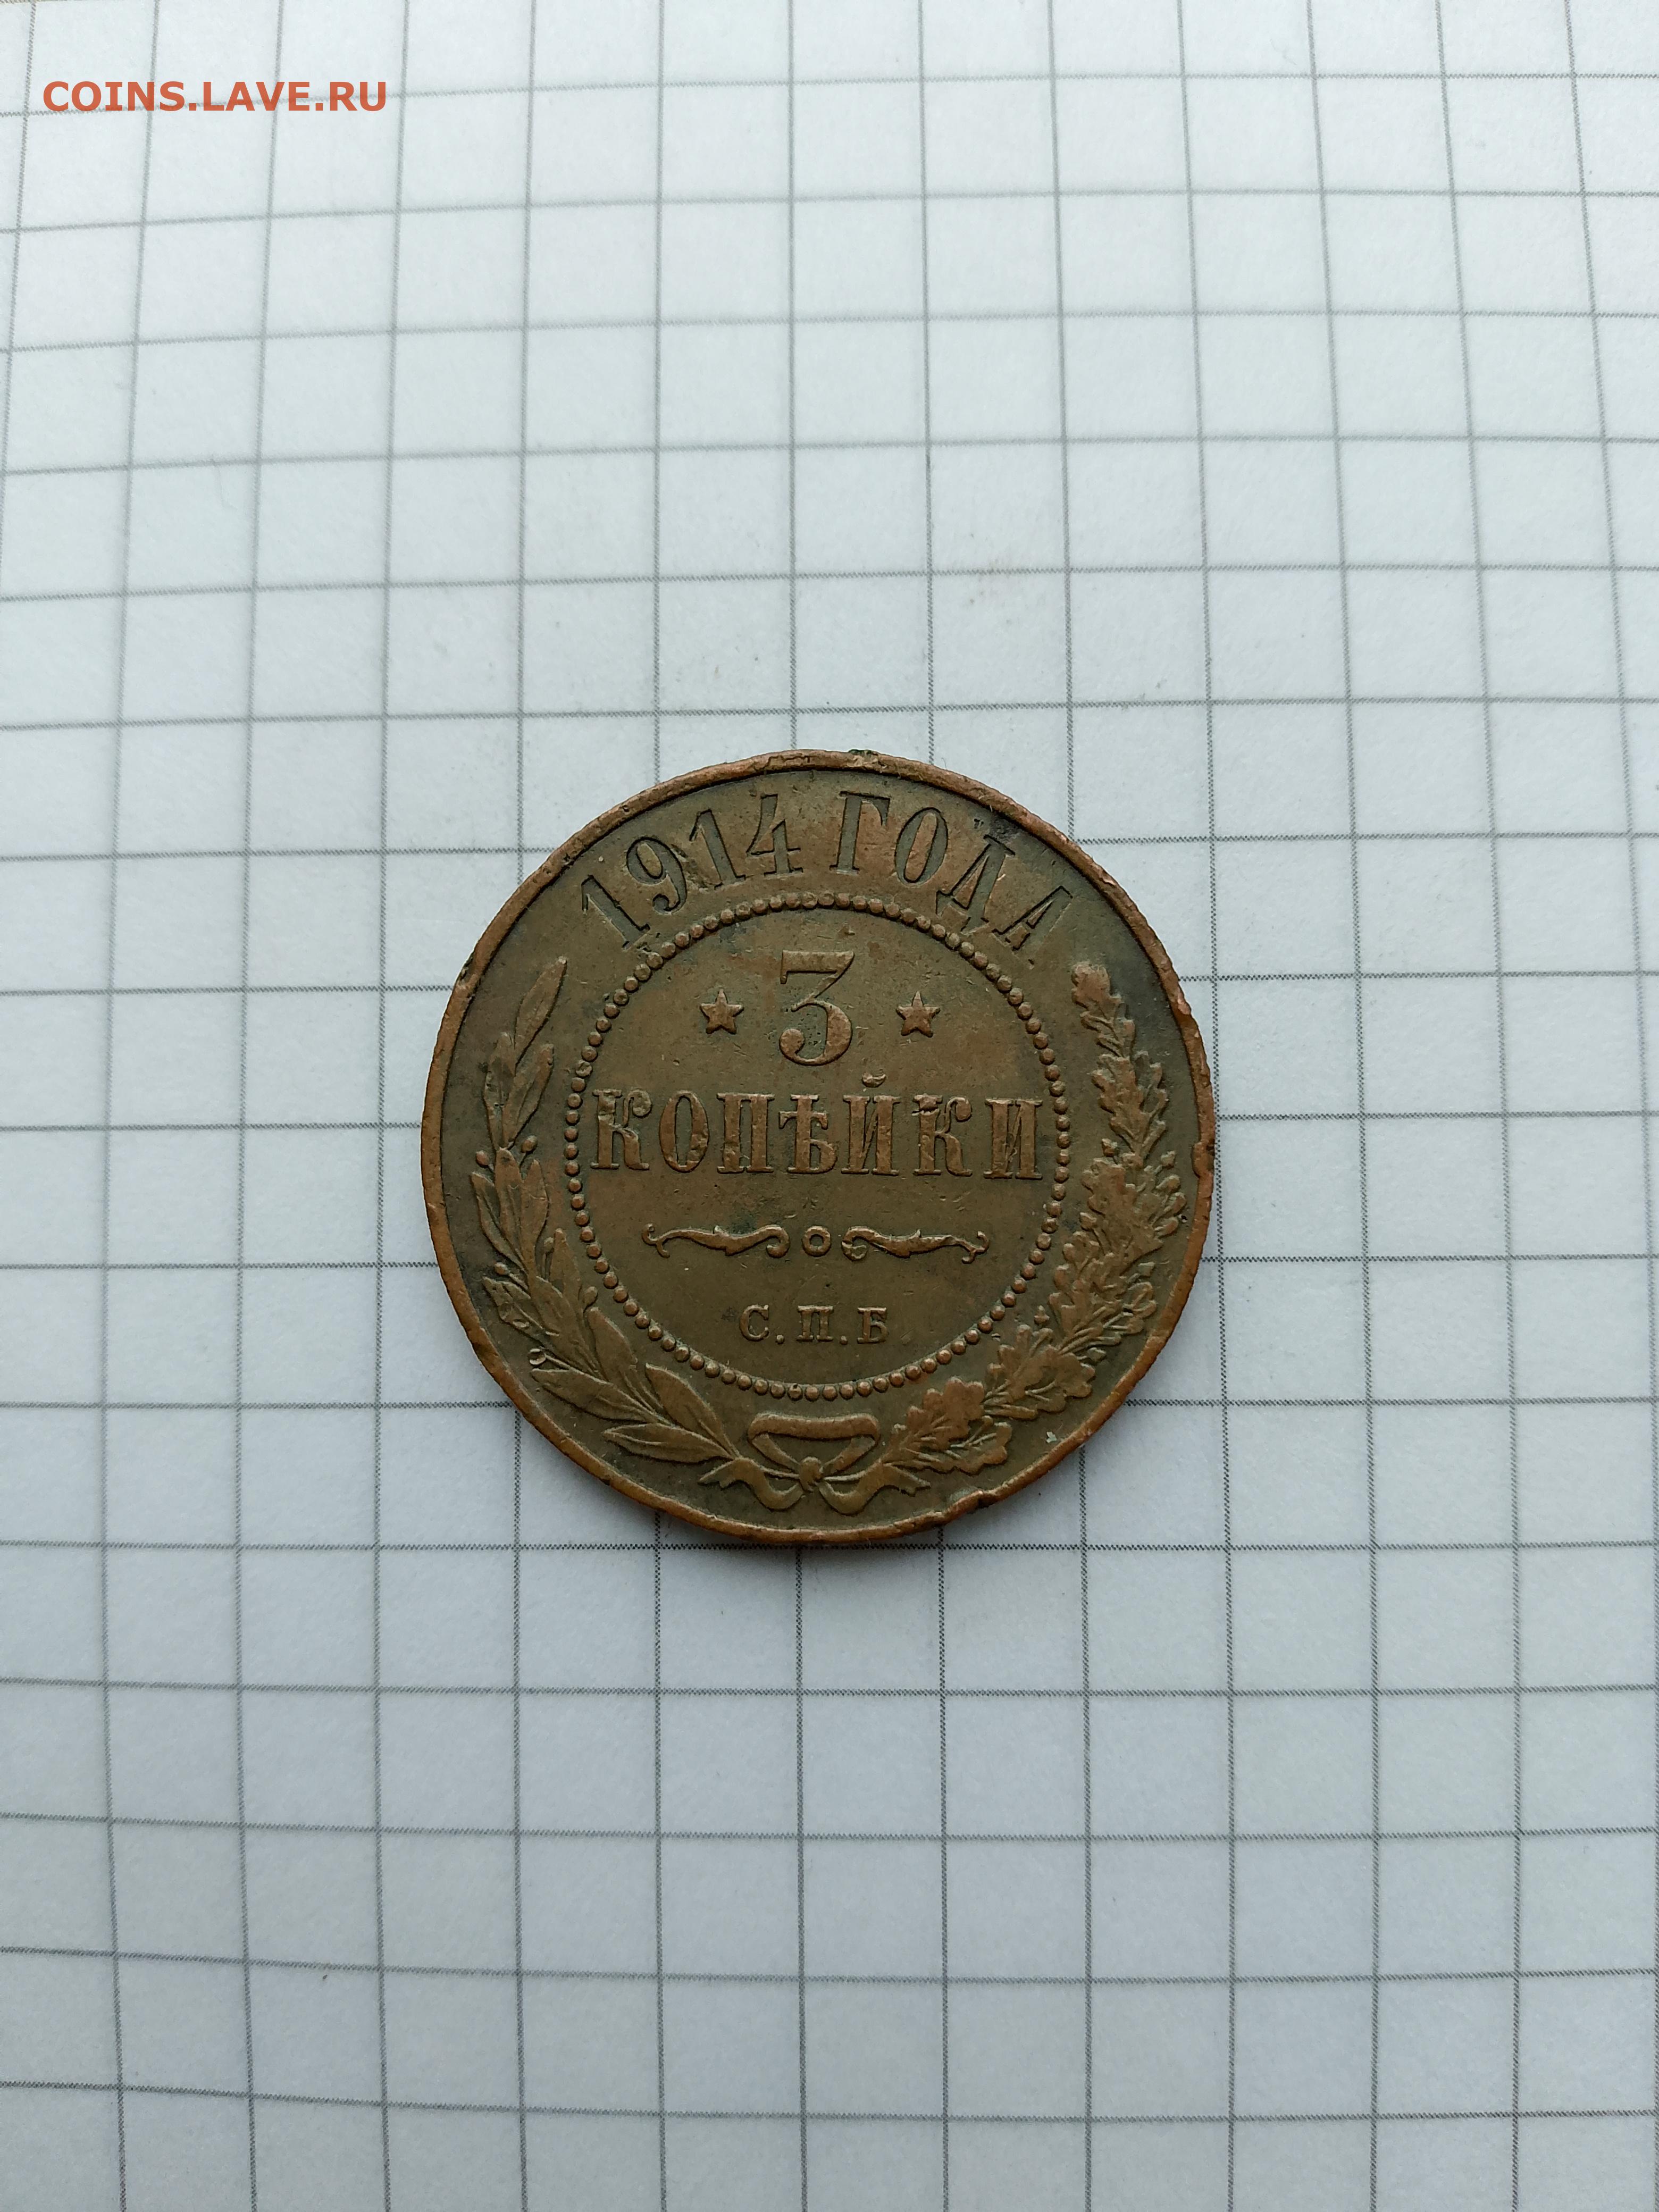 COINS.LAVE.RU
1914 ГОДА
3
КОПѢЙКИ
С.П.Б.